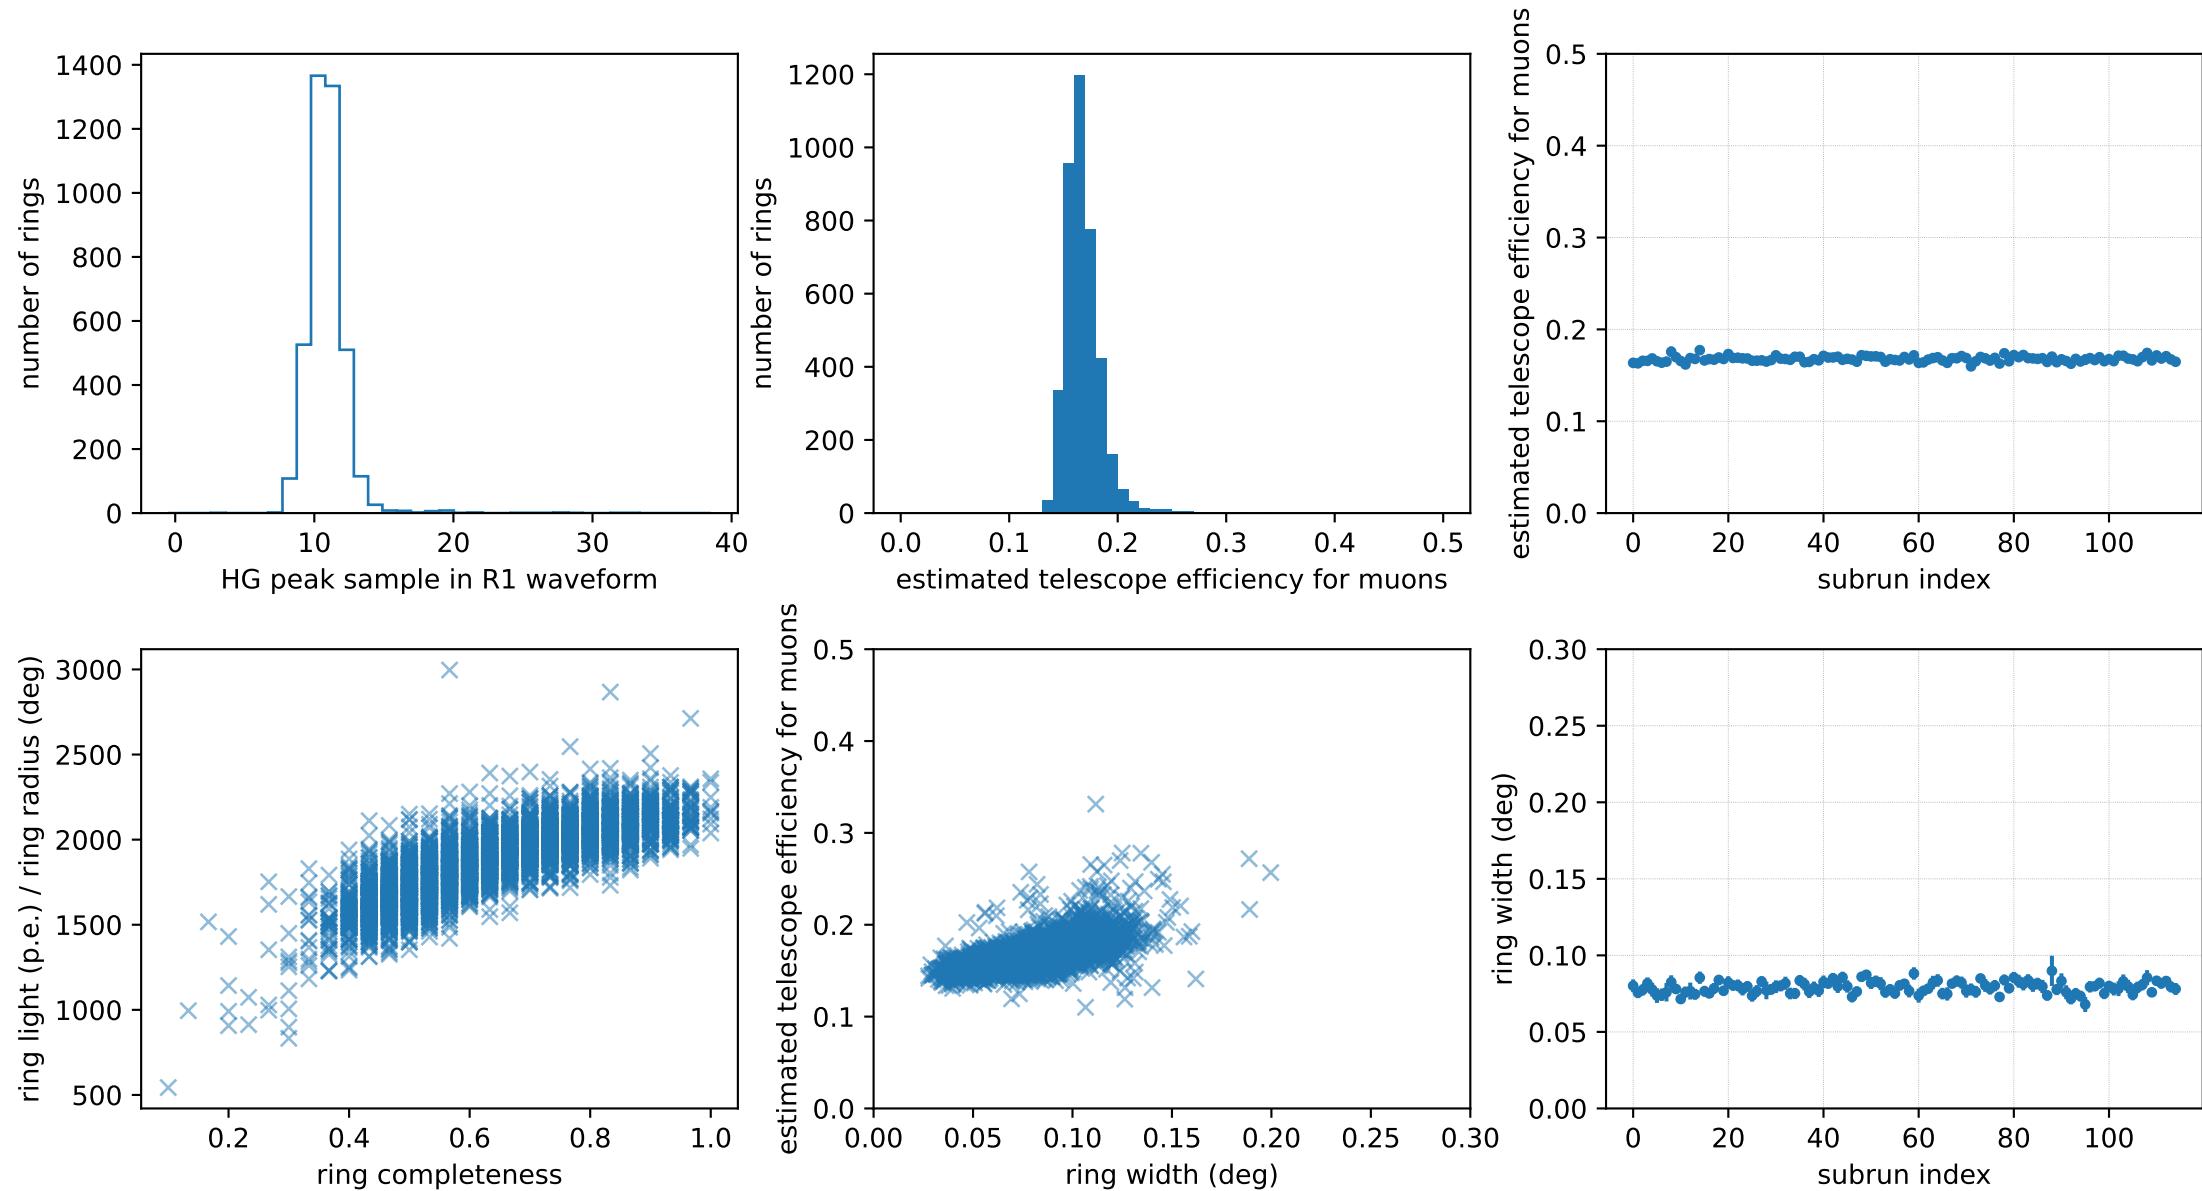 1400
1200
1000
800
600
400
200
0
number of rings
0 10 20 30 40
HG peak sample in R1 waveform
1200
1000
800
600
400
200
0
number of rings
0.0 0.1 0.2 0.3 0.4 0.5
estimated telescope efficiency for muons
0.5
0.4
0.3
0.2
0.1
0.0
estimated telescope efficiency for muons
0 20 40 60 80 100
subrun index
3000
2500
2000
1500
1000
500
ring light (p.e.) / ring radius (deg)
0.2 0.4 0.6 0.8 1.0
ring completeness
0.5
0.4
0.3
0.2
0.1
0.0
estimated telescope efficiency for muons
0.00 0.05 0.10 0.15 0.20 0.25 0.30
ring width (deg)
0.30
0.25
0.20
0.15
0.10
0.05
0.00
ring width (deg)
0 20 40 60 80 100
subrun index